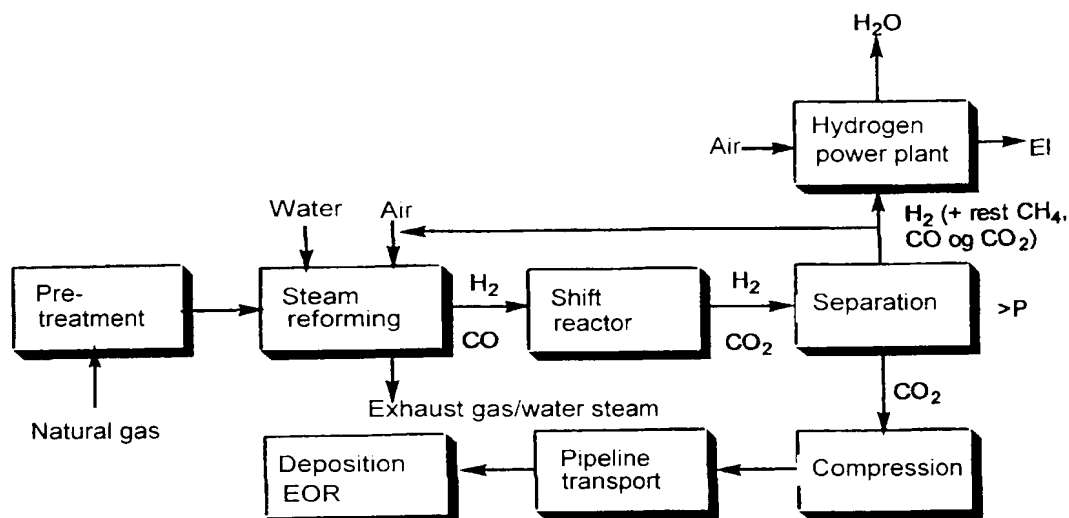 H₂O
Hydrogen
power plant
Air
El
H₂ (+ rest CH₄,
CO og CO₂)
Water
Air
Pre-
treatment
Steam
reforming
H₂
CO
Shift
reactor
H₂
CO₂
Separation
>P
Natural gas
Exhaust gas/water steam
CO₂
Deposition
EOR
Pipeline
transport
Compression